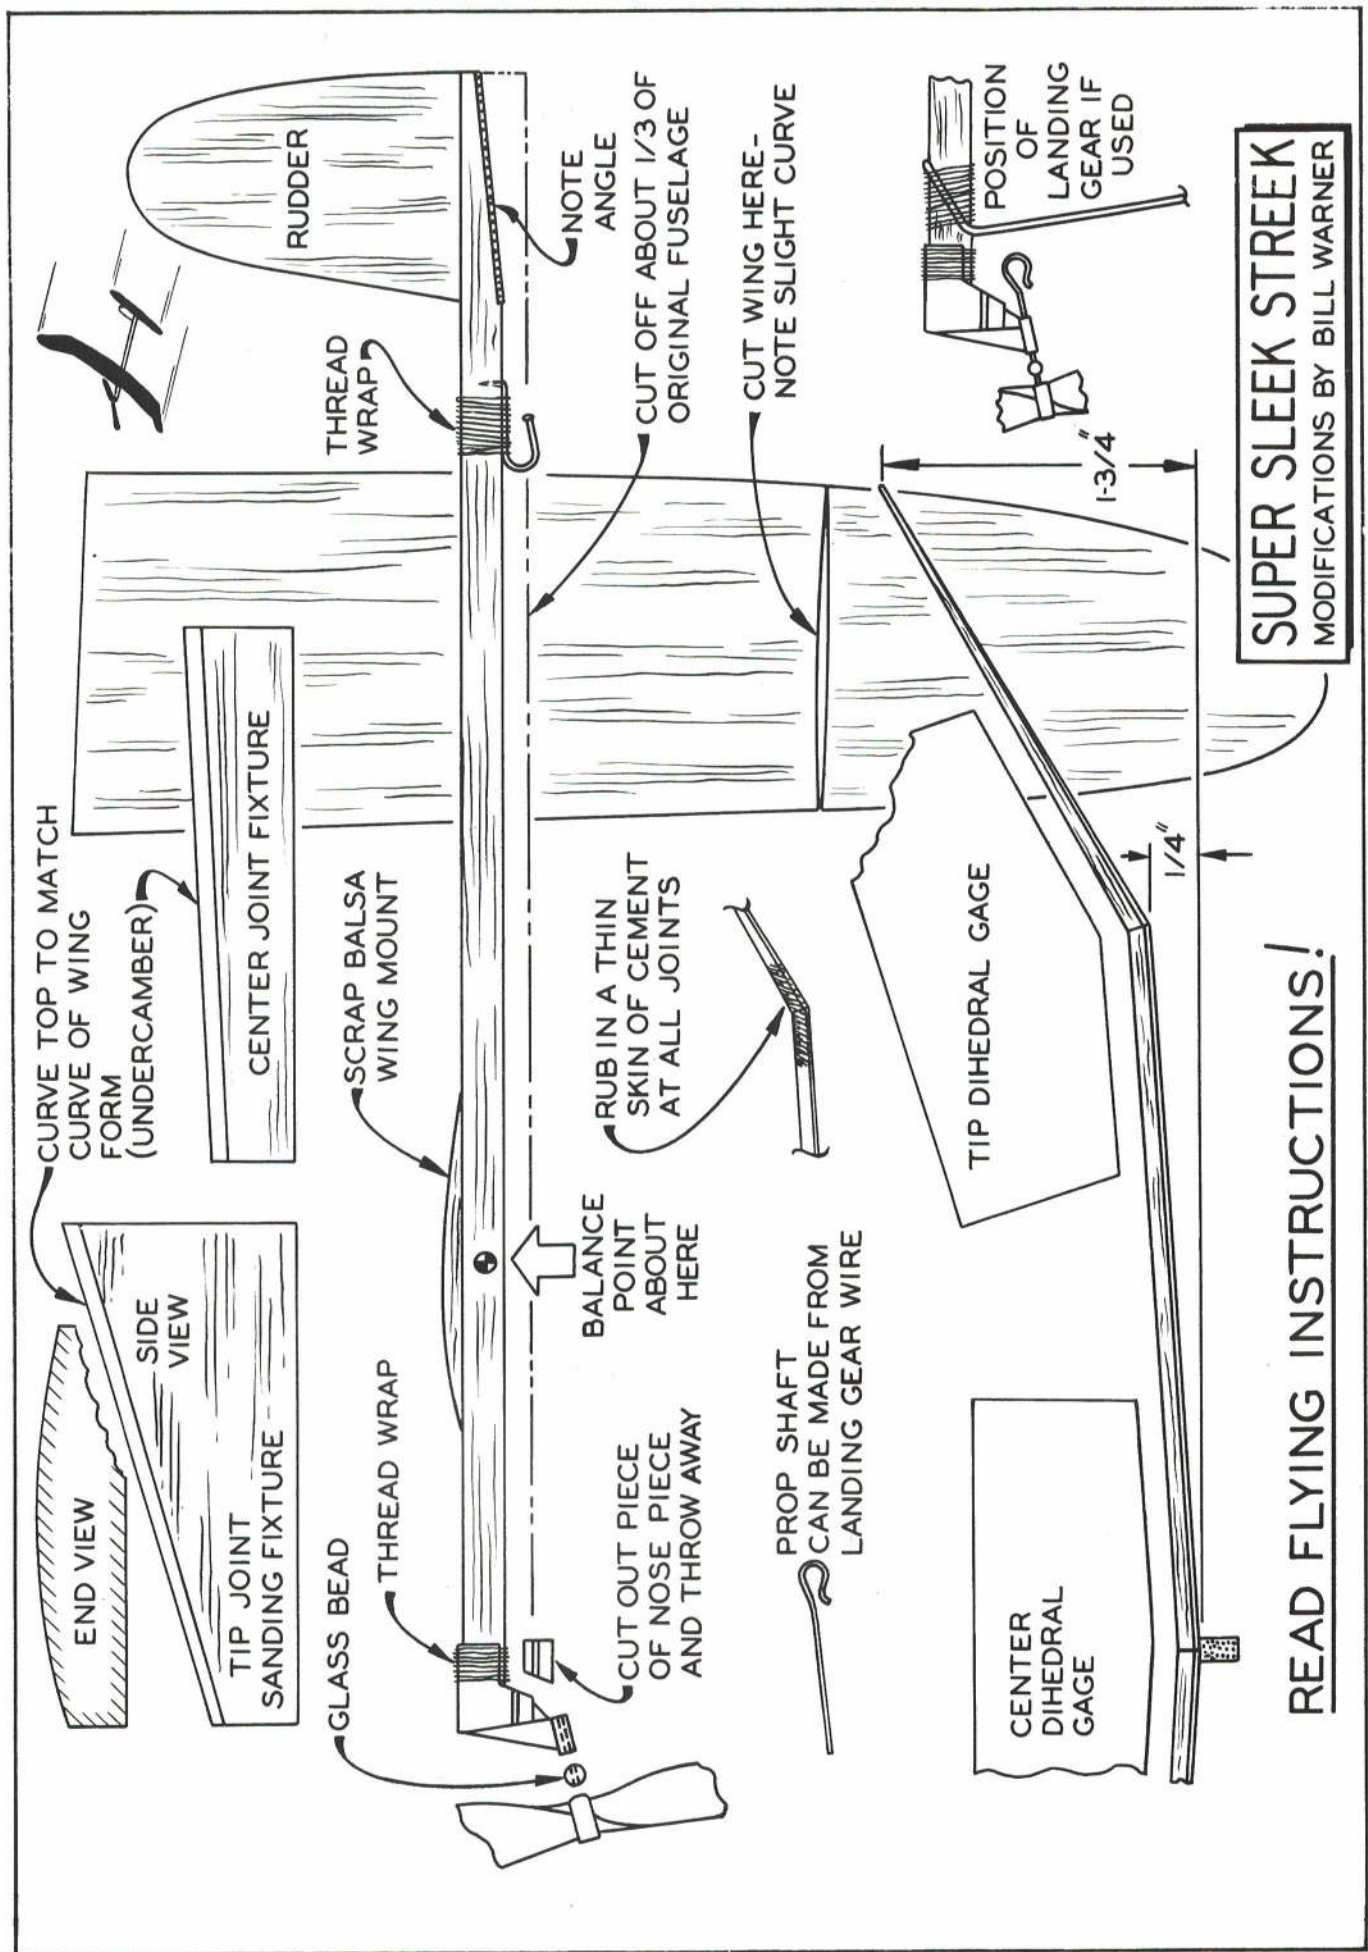 END VIEW
CURVE TOP TO MATCH
CURVE OF WING
FORM
(UNDERCAMBER)
SIDE
VIEW
TIP JOINT
SANDING FIXTURE
CENTER JOINT FIXTURE
GLASS BEAD
THREAD WRAP
SCRAP BALSA
WING MOUNT
THREAD
WRAP
RUDDER
NOTE
ANGLE
CUT OUT PIECE
OF NOSE PIECE
AND THROW AWAY
BALANCE
POINT
ABOUT
HERE
CUT OFF ABOUT 1/3 OF
ORIGINAL FUSELAGE
RUB IN A THIN
SKIN OF CEMENT
AT ALL JOINTS
CUT WING HERE-
NOTE SLIGHT CURVE
PROP SHAFT
CAN BE MADE FROM
LANDING GEAR WIRE
POSITION
OF
LANDING
GEAR IF
USED
CENTER
DIHEDRAL
GAGE
TIP DIHEDRAL GAGE
1/4"
1-3/4"
READ FLYING INSTRUCTIONS!
SUPER SLEEK STREEK
MODIFICATIONS BY BILL WARNER